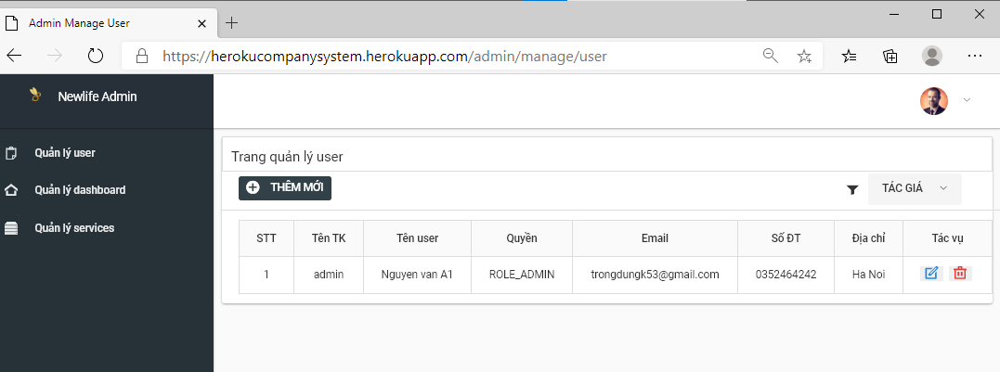 Admin Manage User
https://herokucompanysystem.herokuapp.com/admin/manage/user
Newlife Admin
Quản lý user
Quản lý dashboard
Quản lý services
Trang quản lý user
THÊM MỚI
TÁC GIÁ
STT Tên TK Tên user Quyền Email Số ĐT Địa chỉ Tác vụ
1 admin Nguyen van A1 ROLE_ADMIN trongdungk53@gmail.com 0352464242 Ha Noi